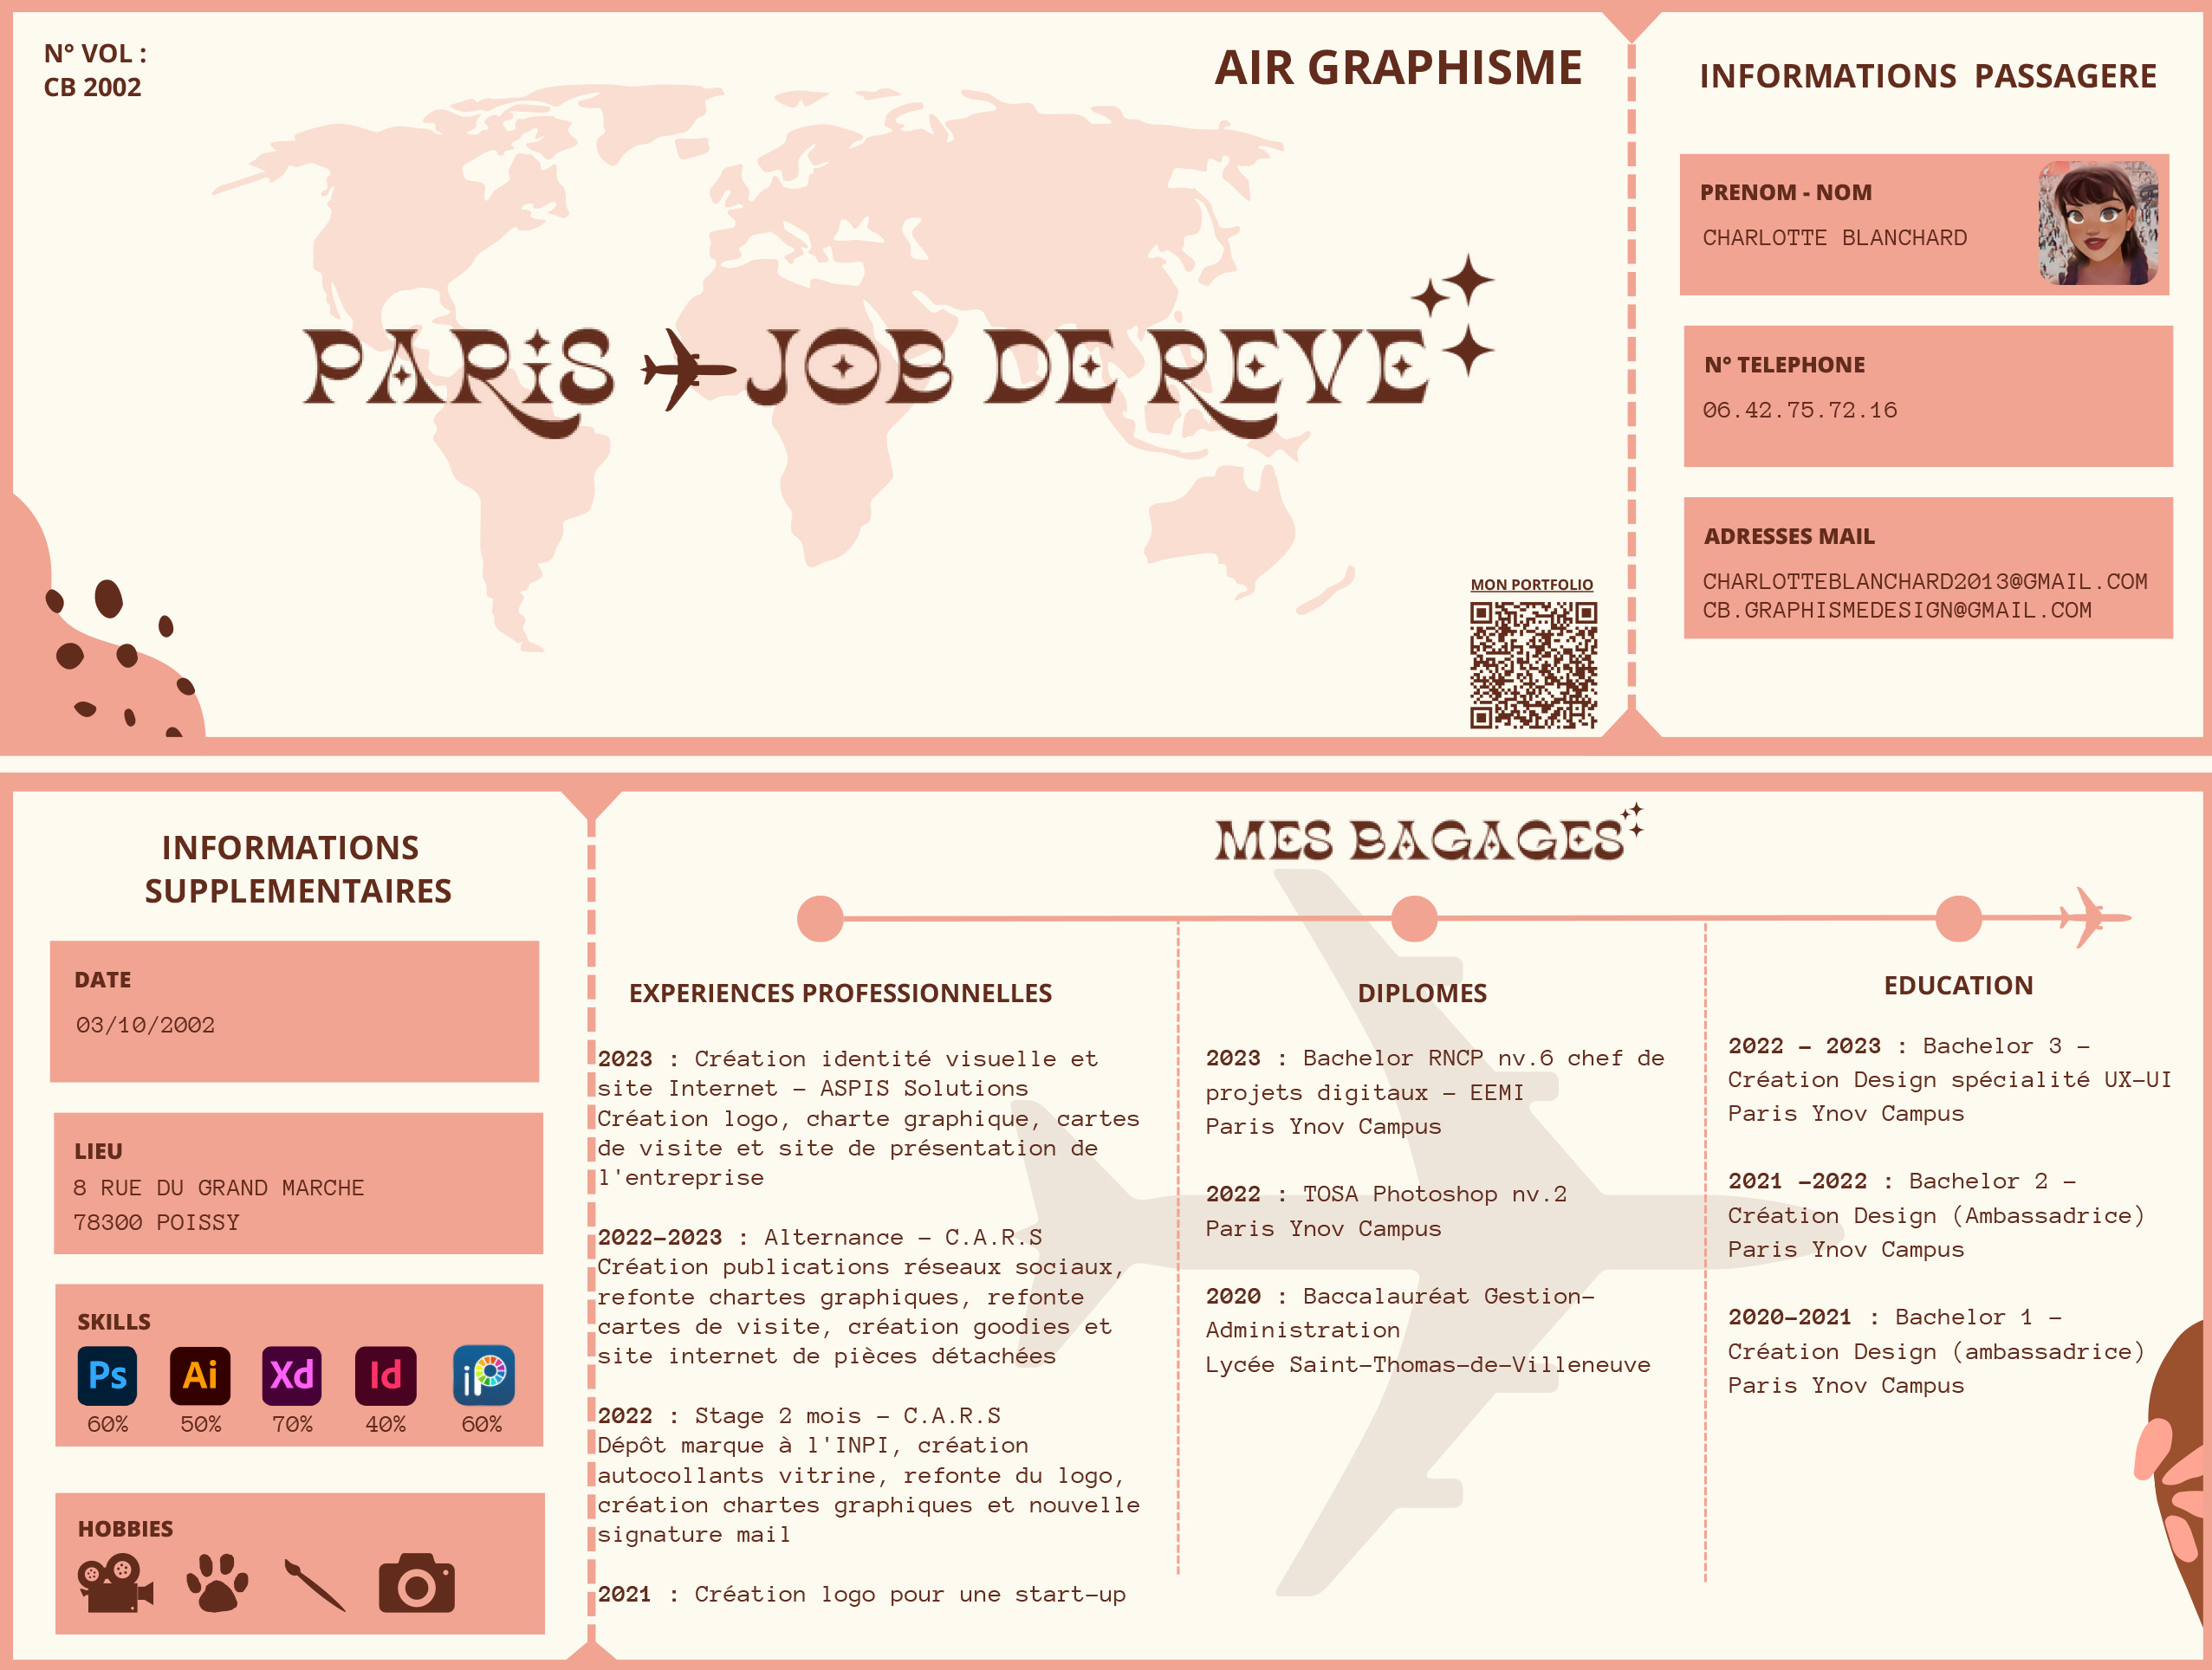 N° VOL :
CB 2002
AIR GRAPHISME
PARIS JOB DE REVE
MON PORTFOLIO
INFORMATIONS PASSAGERE
PRENOM - NOM
CHARLOTTE BLANCHARD
N° TELEPHONE
06.42.75.72.16
ADRESSES MAIL
CHARLOTTEBLANCHARD2013@GMAIL.COM
CB.GRAPHISMEDESIGN@GMAIL.COM
INFORMATIONS
SUPPLEMENTAIRES
DATE
03/10/2002
LIEU
8 RUE DU GRAND MARCHE
78300 POISSY
SKILLS
Ps Ai Xd Id iP
60% 50% 70% 40% 60%
HOBBIES
MES BAGAGES
EXPERIENCES PROFESSIONNELLES
2023 : Création identité visuelle et
site Internet - ASPIS Solutions
Création logo, charte graphique, cartes
de visite et site de présentation de
l'entreprise
2022-2023 : Alternance - C.A.R.S
Création publications réseaux sociaux,
refonte chartes graphiques, refonte
cartes de visite, création goodies et
site internet de pièces détachées
2022 : Stage 2 mois - C.A.R.S
Dépôt marque à l'INPI, création
autocollants vitrine, refonte du logo,
création chartes graphiques et nouvelle
signature mail
2021 : Création logo pour une start-up
DIPLOMES
2023 : Bachelor RNCP nv.6 chef de
projets digitaux - EEMI
Paris Ynov Campus
2022 : TOSA Photoshop nv.2
Paris Ynov Campus
2020 : Baccalauréat Gestion-
Administration
Lycée Saint-Thomas-de-Villeneuve
EDUCATION
2022 - 2023 : Bachelor 3 -
Création Design spécialité UX-UI
Paris Ynov Campus
2021 -2022 : Bachelor 2 -
Création Design (Ambassadrice)
Paris Ynov Campus
2020-2021 : Bachelor 1 -
Création Design (ambassadrice)
Paris Ynov Campus